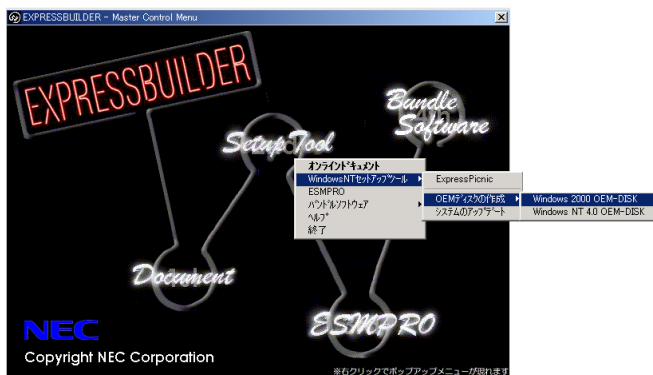 EXPRESSBUILDER - Master Control Menu
EXPRESSBUILDER
Bundle
Software
SetupTool
オンラインドキュメント
WindowsNTセットアップツール
ESMPRO
バンドルソフトウェア
ヘルプ
終了
ExpressPicnic
OEMディスクの作成
システムのアップデート
Windows 2000 OEM-DISK
Windows NT 4.0 OEM-DISK
Document
ESMPRO
NEC
Copyright NEC Corporation
※右クリックでポップアップメニューが現れます